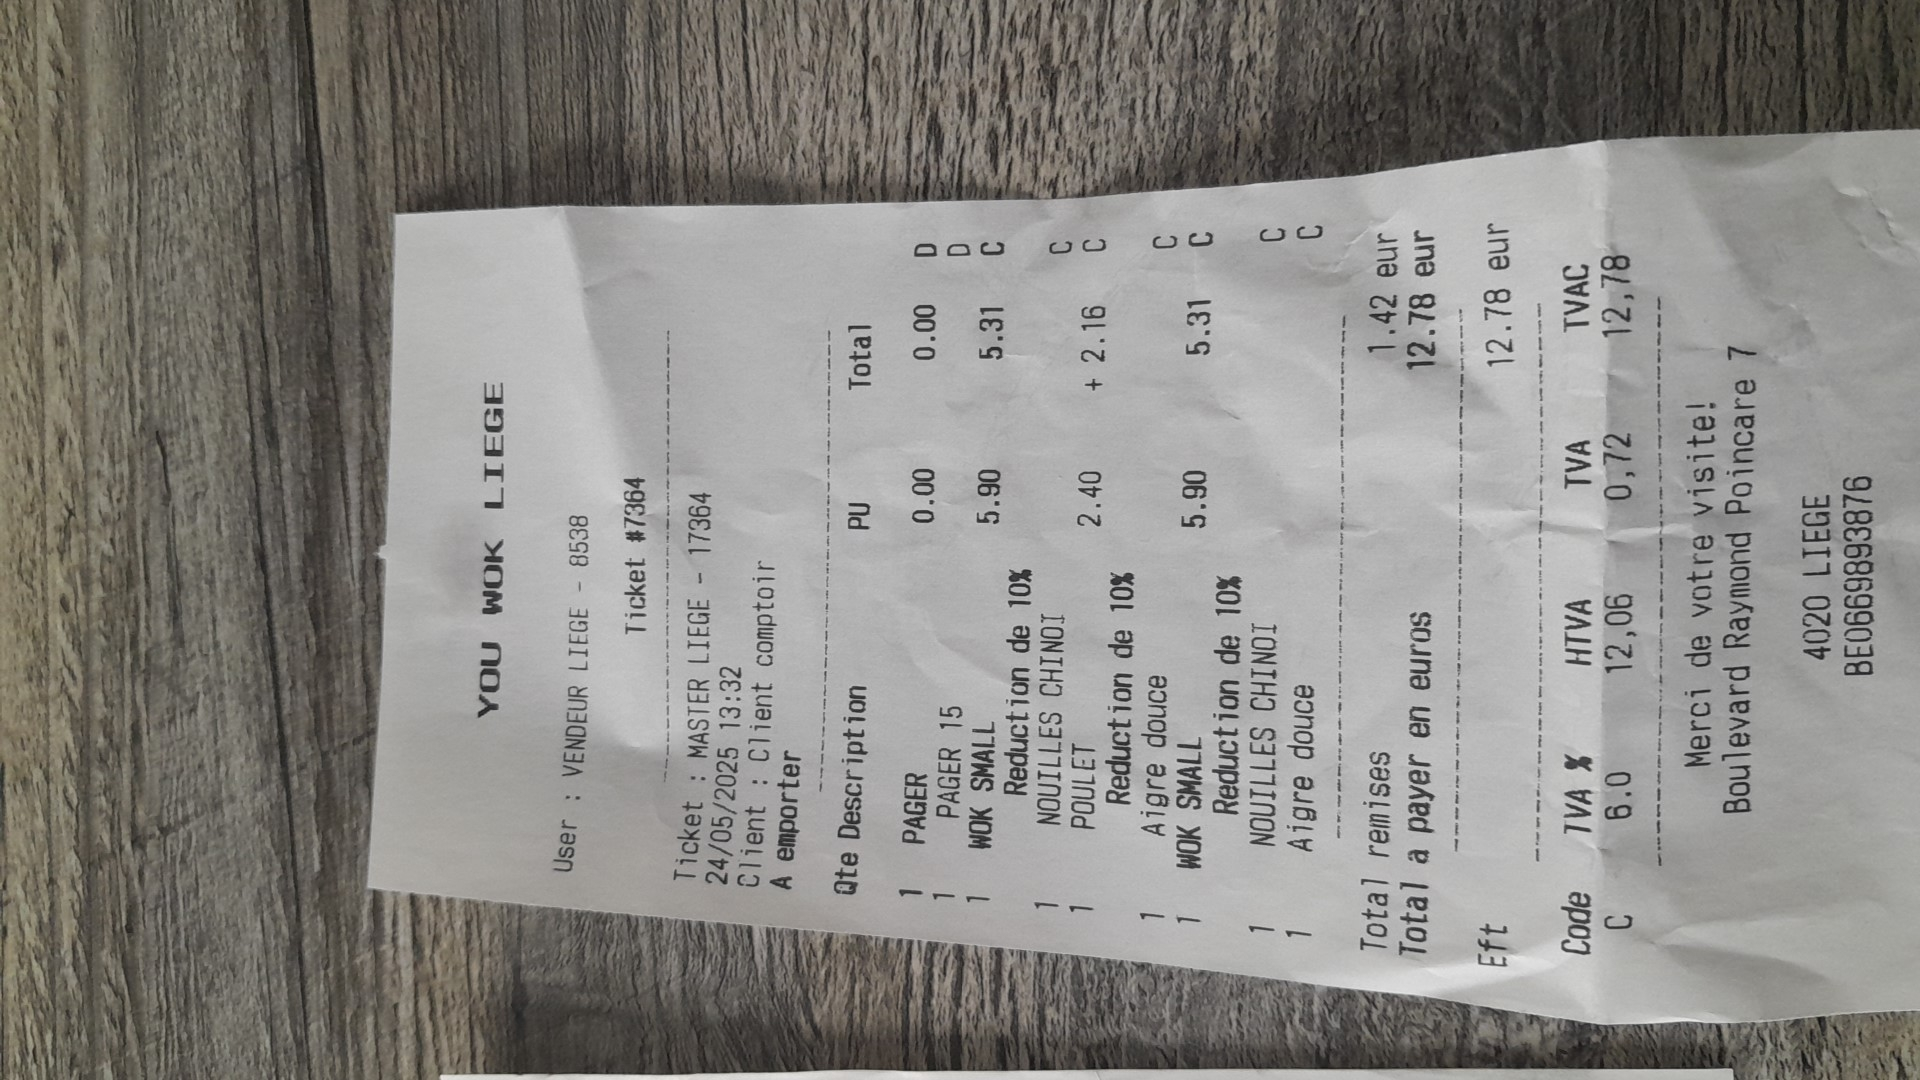 YOU WOK LIEGE
User : VENDEUR LIEGE - 8538
Ticket #7364
Ticket : MASTER LIEGE - 17364
24/05/2025 13:32
Client : Client comptoir
A emporter
Qte Description PU Total
1 PAGER 0.00 0.00 D
1 PAGER 15 D
1 WOK SMALL 5.90 5.31 C
Reduction de 10%
1 NOUILLES CHINOI C
1 POULET 2.40 + 2.16 C
Reduction de 10%
1 Aigre douce C
1 WOK SMALL 5.90 5.31 C
Reduction de 10%
1 NOUILLES CHINOI C
1 Aigre douce C
Total remises 1.42 eur
Total a payer en euros 12.78 eur
Eft 12.78 eur
Code TVA % HTVA TVA TVAC
C 6.0 12,06 0,72 12,78
Merci de votre visite!
Boulevard Raymond Poincare 7
4020 LIEGE
BE0669893876